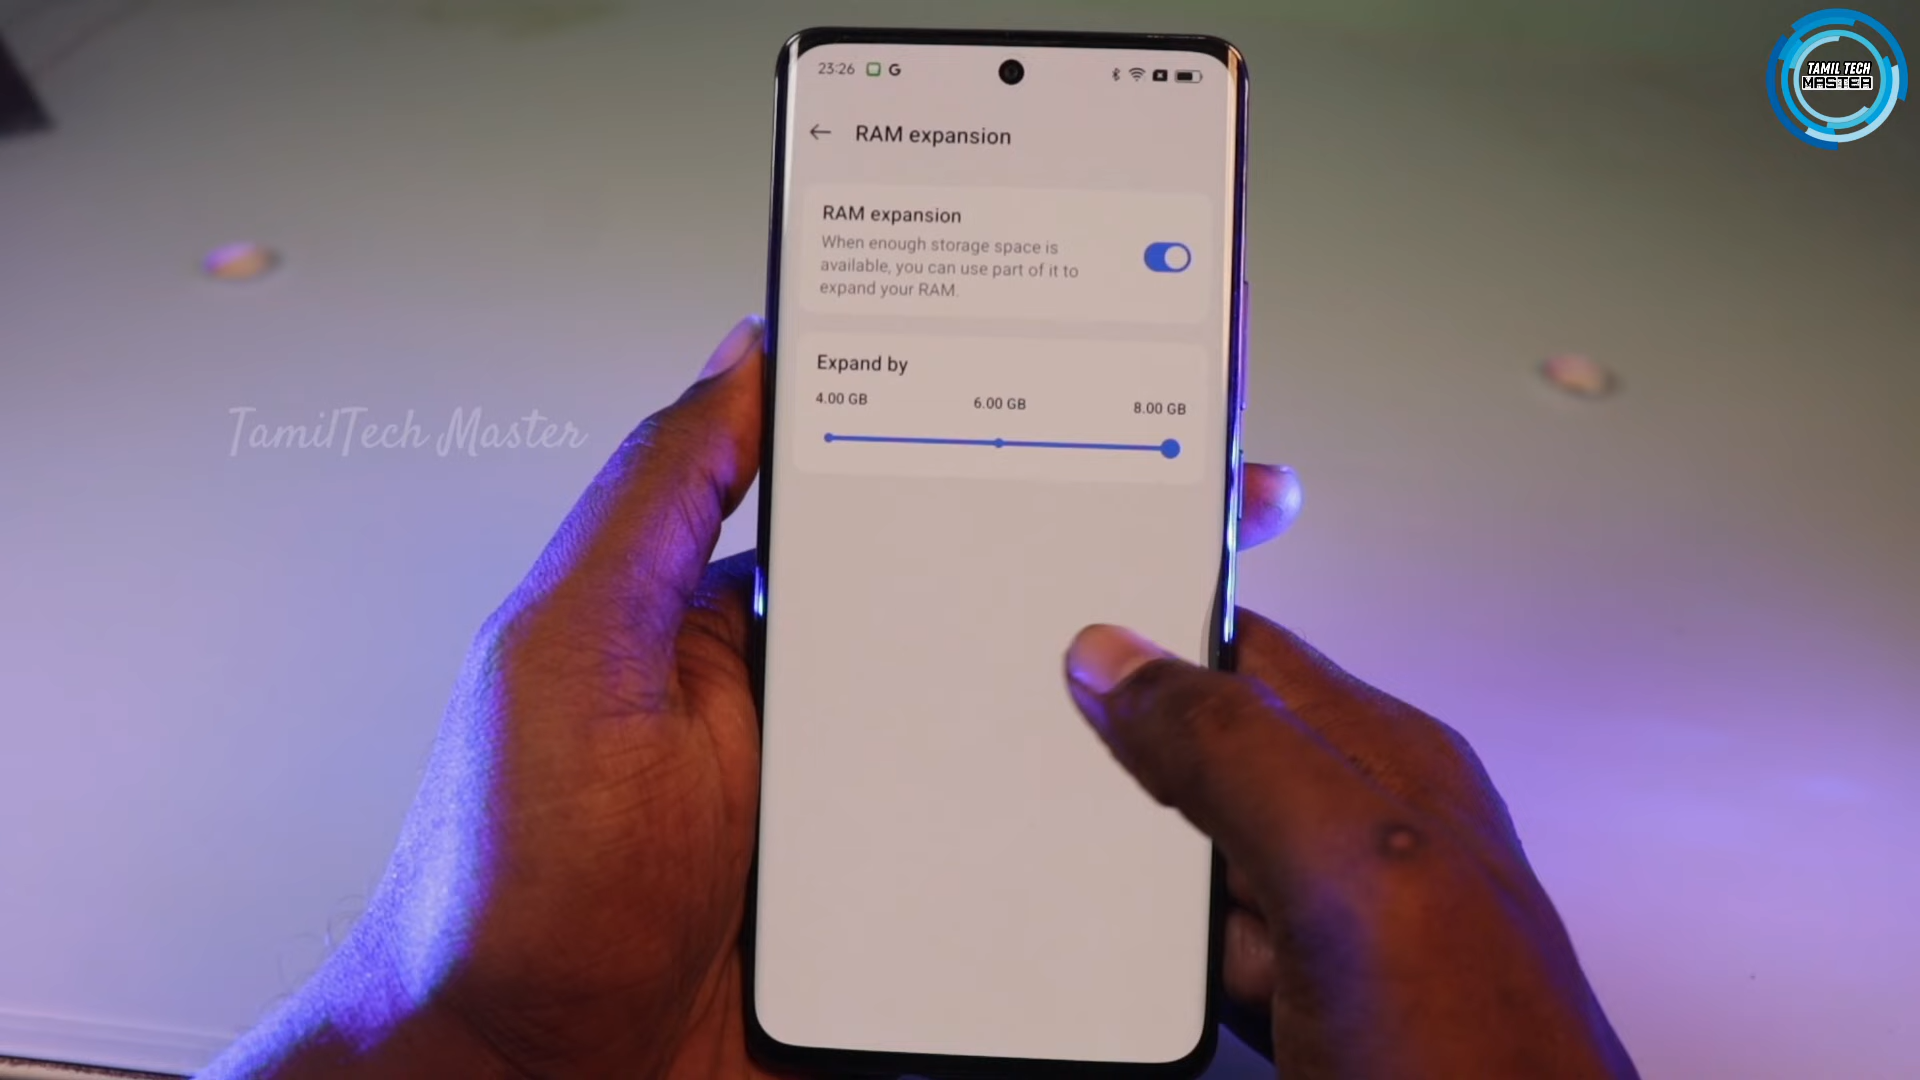 TAMIL TECH
MASTER
23:26 G
RAM expansion
RAM expansion
When enough storage space is
available, you can use part of it to
expand your RAM.
Expand by
4.00 GB 6.00 GB 8.00 GB
TamilTech Master